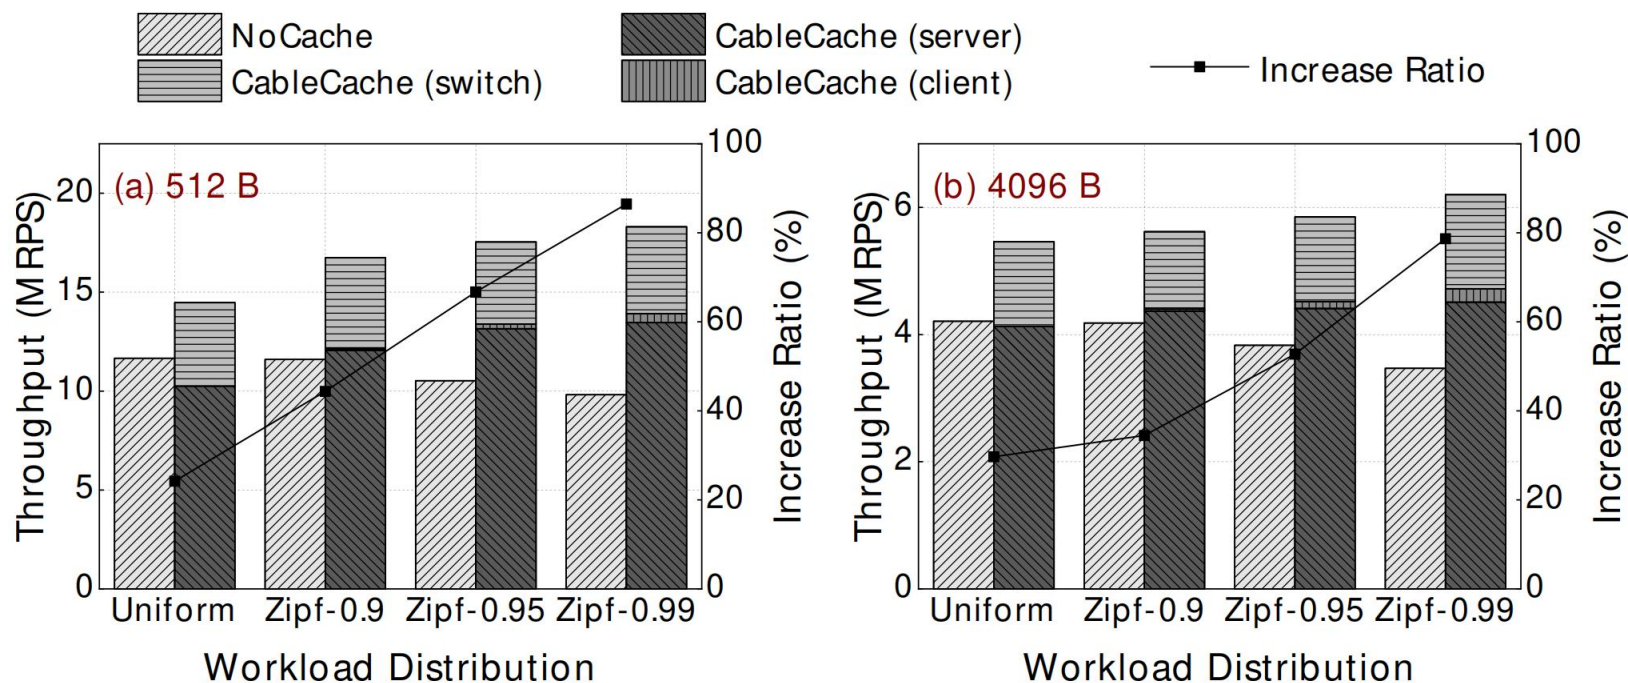 NoCache
CableCache (server)
CableCache (switch)
CableCache (client)
Increase Ratio
(a) 512 B
Throughput (MRPS)
20
15
10
5
0
100
80
60
40
20
0
Increase Ratio (%)
Uniform Zipf-0.9 Zipf-0.95 Zipf-0.99
Workload Distribution
(b) 4096 B
Throughput (MRPS)
6
4
2
0
100
80
60
40
20
0
Increase Ratio (%)
Uniform Zipf-0.9 Zipf-0.95 Zipf-0.99
Workload Distribution